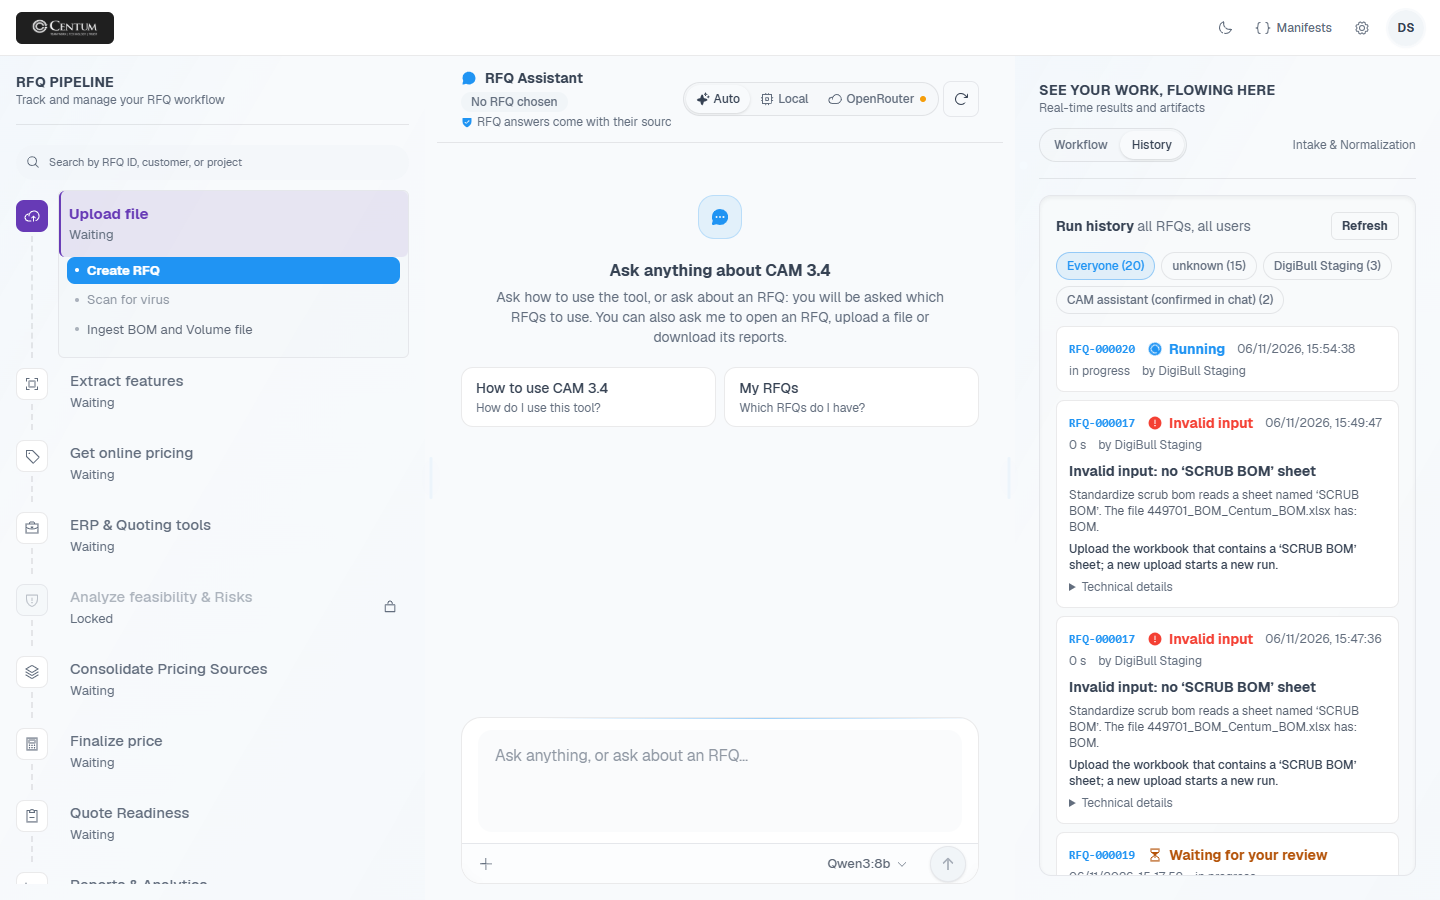 CENTUM
Manifests
DS
RFQ PIPELINE
Track and manage your RFQ workflow
Search by RFQ ID, customer, or project
Upload file
Waiting
Create RFQ
Scan for virus
Ingest BOM and Volume file
Extract features
Waiting
Get online pricing
Waiting
ERP & Quoting tools
Waiting
Analyze feasibility & Risks
Locked
Consolidate Pricing Sources
Waiting
Finalize price
Waiting
Quote Readiness
Waiting
Reports & Analytics
RFQ Assistant
No RFQ chosen
RFQ answers come with their sourc
Auto
Local
OpenRouter
Ask anything about CAM 3.4
Ask how to use the tool, or ask about an RFQ: you will be asked which
RFQs to use. You can also ask me to open an RFQ, upload a file or
download its reports.
How to use CAM 3.4
How do I use this tool?
My RFQs
Which RFQs do I have?
Ask anything, or ask about an RFQ...
Qwen3:8b
SEE YOUR WORK, FLOWING HERE
Real-time results and artifacts
Workflow
History
Intake & Normalization
Run history all RFQs, all users
Refresh
Everyone (20)
unknown (15)
DigiBull Staging (3)
CAM assistant (confirmed in chat) (2)
RFQ-000020 Running 06/11/2026, 15:54:38
in progress by DigiBull Staging
RFQ-000017 Invalid input 06/11/2026, 15:49:47
0 s by DigiBull Staging
Invalid input: no ‘SCRUB BOM’ sheet
Standardize scrub bom reads a sheet named ‘SCRUB
BOM’. The file 449701_BOM_Centum_BOM.xlsx has:
BOM.
Upload the workbook that contains a ‘SCRUB BOM’
sheet; a new upload starts a new run.
Technical details
RFQ-000017 Invalid input 06/11/2026, 15:47:36
0 s by DigiBull Staging
Invalid input: no ‘SCRUB BOM’ sheet
Standardize scrub bom reads a sheet named ‘SCRUB
BOM’. The file 449701_BOM_Centum_BOM.xlsx has:
BOM.
Upload the workbook that contains a ‘SCRUB BOM’
sheet; a new upload starts a new run.
Technical details
RFQ-000019 Waiting for your review